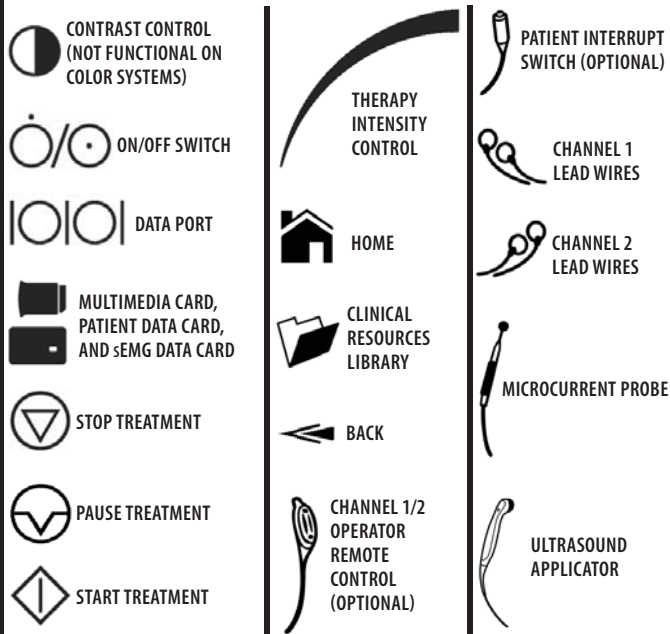 CONTRAST CONTROL
(NOT FUNCTIONAL ON
COLOR SYSTEMS)
ON/OFF SWITCH
DATA PORT
MULTIMEDIA CARD,
PATIENT DATA CARD,
AND sEMG DATA CARD
STOP TREATMENT
PAUSE TREATMENT
START TREATMENT
THERAPY
INTENSITY
CONTROL
HOME
CLINICAL
RESOURCES
LIBRARY
BACK
CHANNEL 1/2
OPERATOR
REMOTE
CONTROL
(OPTIONAL)
PATIENT INTERRUPT
SWITCH (OPTIONAL)
CHANNEL 1
LEAD WIRES
CHANNEL 2
LEAD WIRES
MICROCURRENT PROBE
ULTRASOUND
APPLICATOR